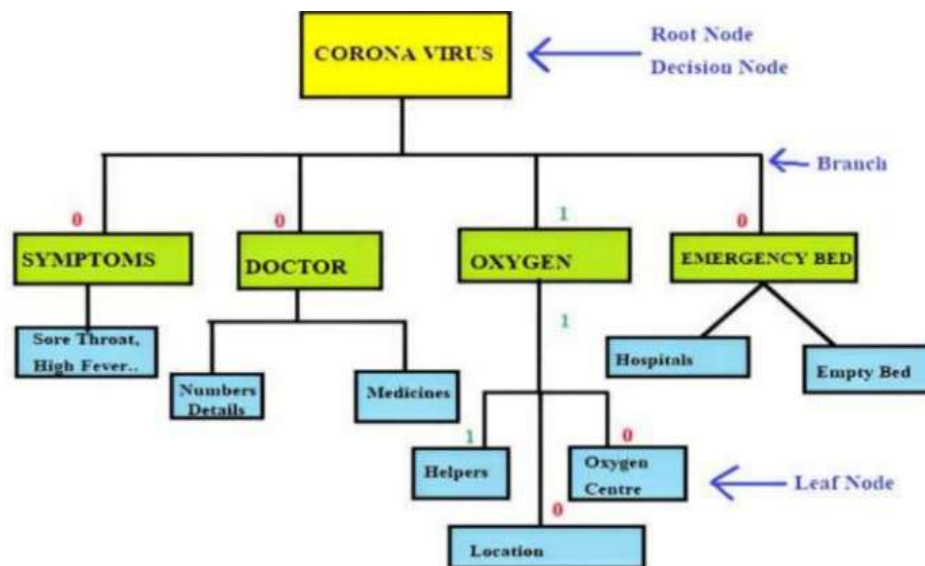 CORONA VIRUS
Root Node
Decision Node
Branch
0
0
1
0
SYMPTOMS
DOCTOR
OXYGEN
EMERGENCY BED
1
Sore Throat,
High Fever..
Numbers
Details
Medicines
Hospitals
Empty Bed
1
0
Helpers
Oxygen
Centre
Leaf Node
0
Location